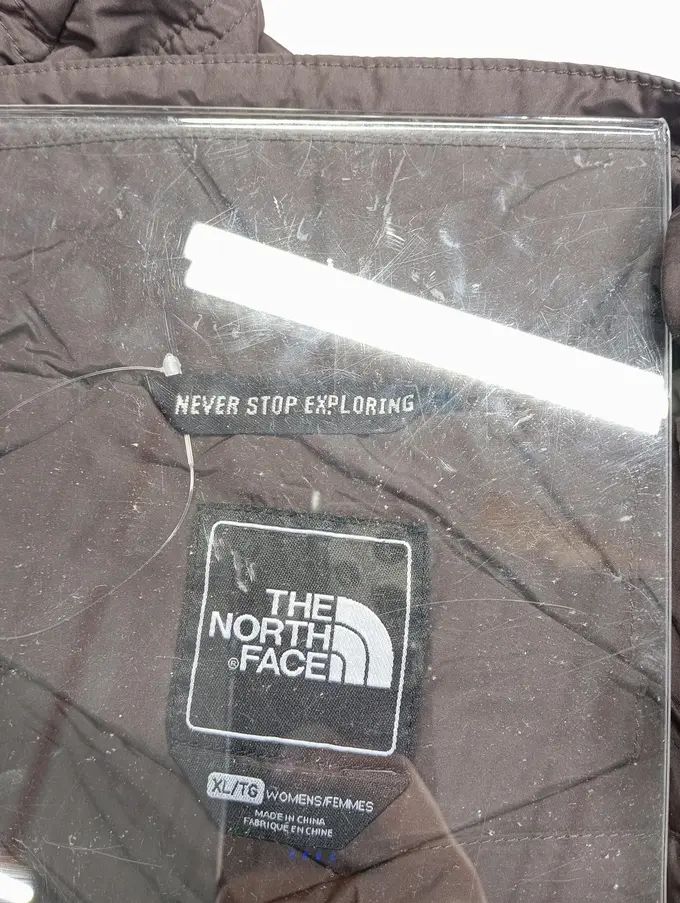 NEVER STOP EXPLORING
THE
NORTH
®FACE
XL/TG WOMENS/FEMMES
MADE IN CHINA
FABRIQUÉ EN CHINE